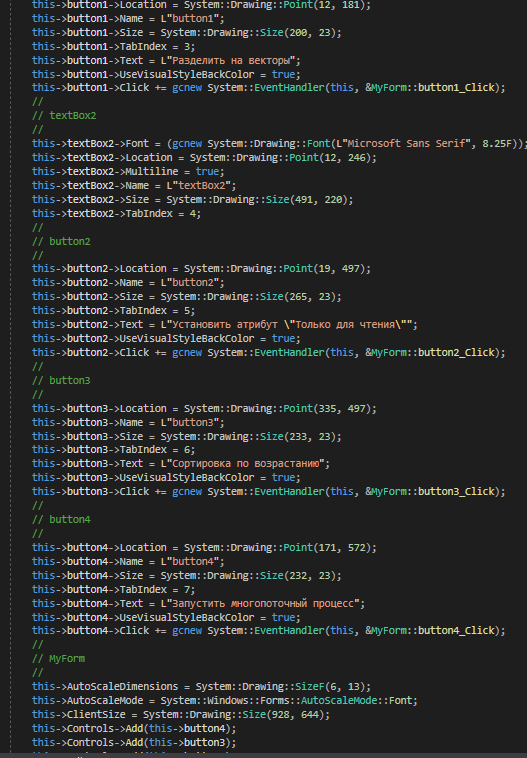 this->button1->Location = System::Drawing::Point(12, 181);
this->button1->Name = L"button1";
this->button1->Size = System::Drawing::Size(200, 23);
this->button1->TabIndex = 3;
this->button1->Text = L"Разделить на векторы";
this->button1->UseVisualStyleBackColor = true;
this->button1->Click += gcnew System::EventHandler(this, &MyForm::button1_Click);
//
// textBox2
//
this->textBox2->Font = (gcnew System::Drawing::Font(L"Microsoft Sans Serif", 8.25F));
this->textBox2->Location = System::Drawing::Point(12, 246);
this->textBox2->Multiline = true;
this->textBox2->Name = L"textBox2";
this->textBox2->Size = System::Drawing::Size(491, 220);
this->textBox2->TabIndex = 4;
//
// button2
//
this->button2->Location = System::Drawing::Point(19, 497);
this->button2->Name = L"button2";
this->button2->Size = System::Drawing::Size(265, 23);
this->button2->TabIndex = 5;
this->button2->Text = L"Установить атрибут \"Только для чтения\"";
this->button2->UseVisualStyleBackColor = true;
this->button2->Click += gcnew System::EventHandler(this, &MyForm::button2_Click);
//
// button3
//
this->button3->Location = System::Drawing::Point(335, 497);
this->button3->Name = L"button3";
this->button3->Size = System::Drawing::Size(233, 23);
this->button3->TabIndex = 6;
this->button3->Text = L"Сортировка по возрастанию";
this->button3->UseVisualStyleBackColor = true;
this->button3->Click += gcnew System::EventHandler(this, &MyForm::button3_Click);
//
// button4
//
this->button4->Location = System::Drawing::Point(171, 572);
this->button4->Name = L"button4";
this->button4->Size = System::Drawing::Size(232, 23);
this->button4->TabIndex = 7;
this->button4->Text = L"Запустить многопоточный процесс";
this->button4->UseVisualStyleBackColor = true;
this->button4->Click += gcnew System::EventHandler(this, &MyForm::button4_Click);
//
// MyForm
//
this->AutoScaleDimensions = System::Drawing::SizeF(6, 13);
this->AutoScaleMode = System::Windows::Forms::AutoScaleMode::Font;
this->ClientSize = System::Drawing::Size(928, 644);
this->Controls->Add(this->button4);
this->Controls->Add(this->button3);